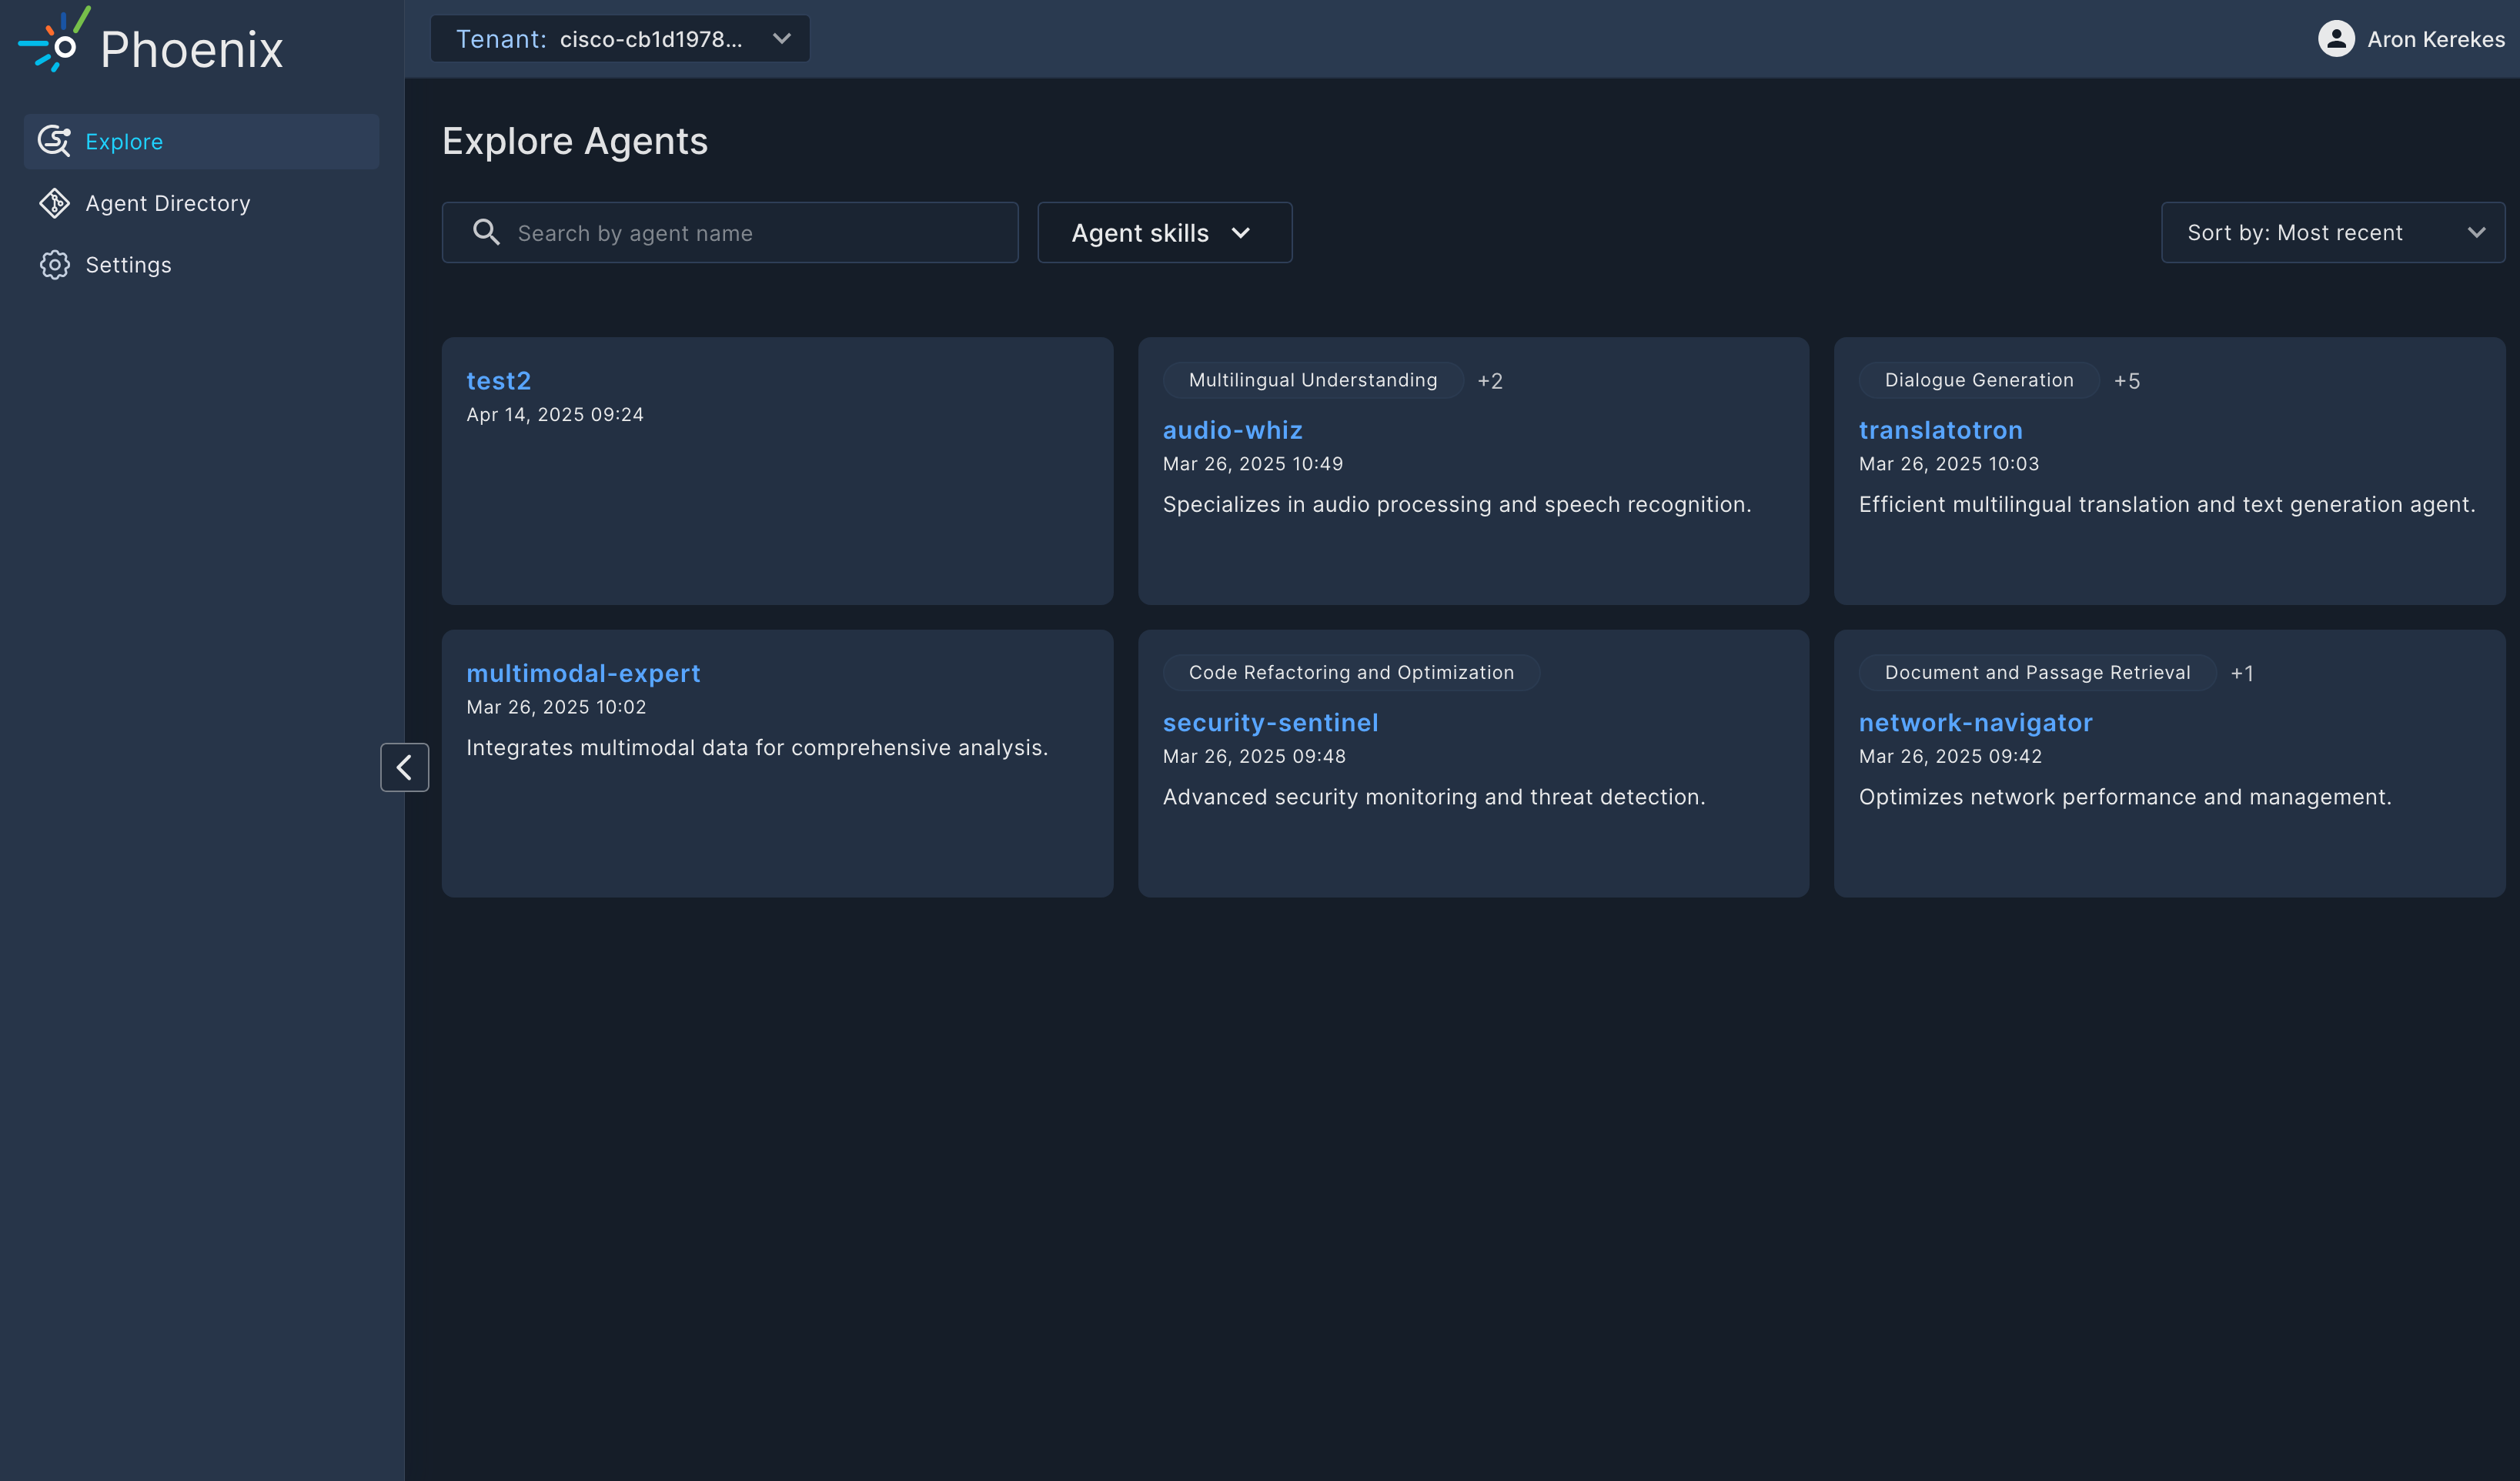 Phoenix
Tenant: cisco-cb1d1978...
Aron Kerekes
Explore
Agent Directory
Settings
Explore Agents
Search by agent name
Agent skills
Sort by: Most recent
test2
Apr 14, 2025 09:24
Multilingual Understanding +2
audio-whiz
Mar 26, 2025 10:49
Specializes in audio processing and speech recognition.
Dialogue Generation +5
translatotron
Mar 26, 2025 10:03
Efficient multilingual translation and text generation agent.
multimodal-expert
Mar 26, 2025 10:02
Integrates multimodal data for comprehensive analysis.
Code Refactoring and Optimization
security-sentinel
Mar 26, 2025 09:48
Advanced security monitoring and threat detection.
Document and Passage Retrieval +1
network-navigator
Mar 26, 2025 09:42
Optimizes network performance and management.